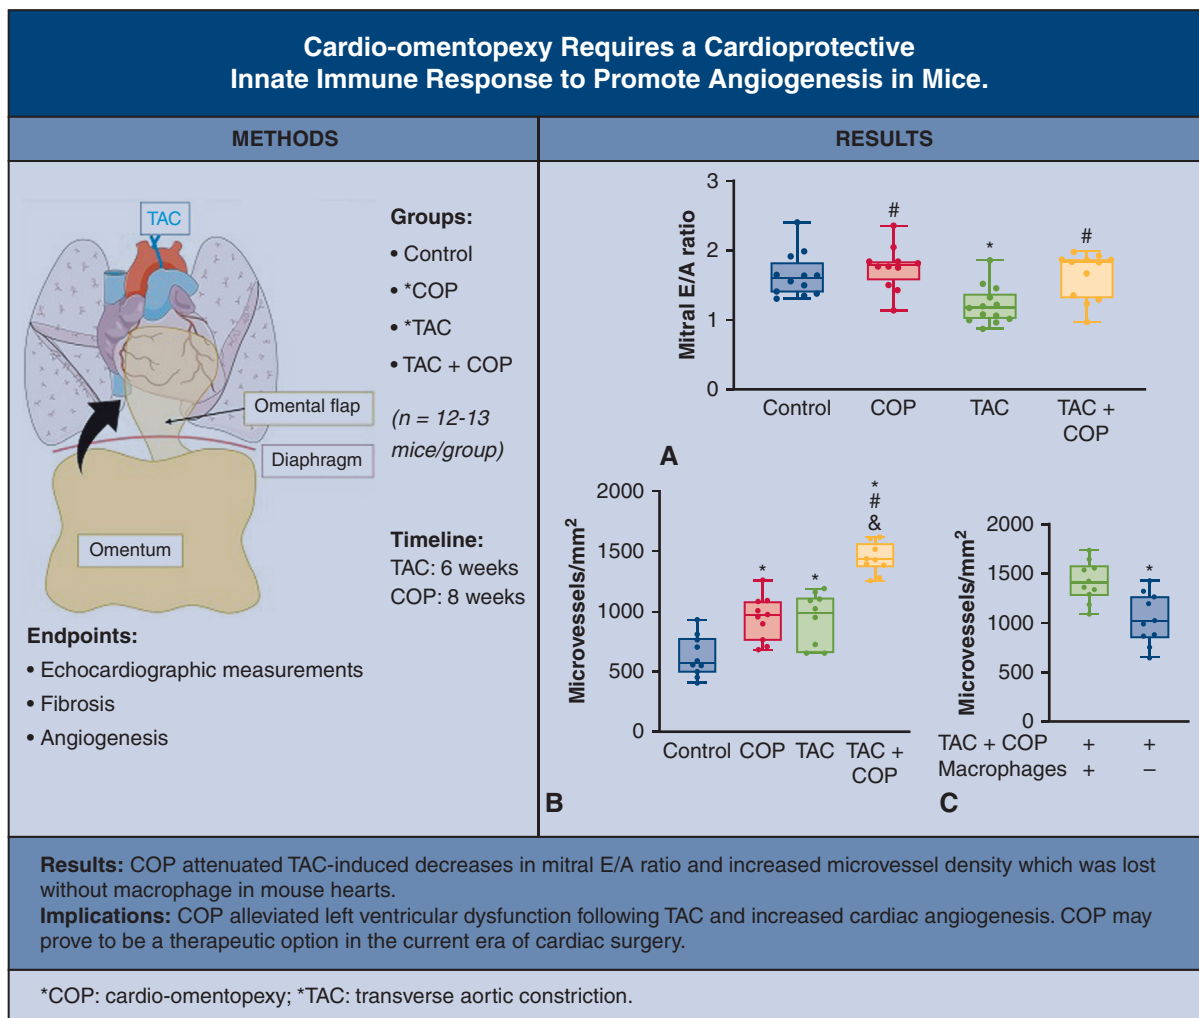 Cardio-omentopexy Requires a Cardioprotective
Innate Immune Response to Promote Angiogenesis in Mice.
METHODS
TAC
Omental flap
Diaphragm
Omentum
Groups:
• Control
• *COP
• *TAC
• TAC + COP
(n = 12-13
mice/group)
Timeline:
TAC: 6 weeks
COP: 8 weeks
Endpoints:
• Echocardiographic measurements
• Fibrosis
• Angiogenesis
RESULTS
Mitral E/A ratio
3
2
1
0
#
*
#
Control
COP
TAC
TAC +
COP
A
Microvessels/mm2
2000
1500
1000
500
0
*
*
*
#
&
Control
COP
TAC
TAC +
COP
B
Microvessels/mm2
2000
1500
1000
500
0
*
TAC + COP + +
Macrophages + −
C
Results: COP attenuated TAC-induced decreases in mitral E/A ratio and increased microvessel density which was lost
without macrophage in mouse hearts.
Implications: COP alleviated left ventricular dysfunction following TAC and increased cardiac angiogenesis. COP may
prove to be a therapeutic option in the current era of cardiac surgery.
*COP: cardio-omentopexy; *TAC: transverse aortic constriction.